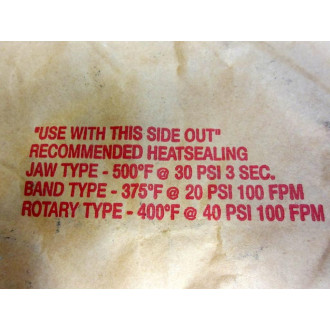 "USE WITH THIS SIDE OUT"
RECOMMENDED HEATSEALING
JAW TYPE - 500°F @ 30 PSI 3 SEC.
BAND TYPE - 375°F @ 20 PSI 100 FPM
ROTARY TYPE - 400°F @ 40 PSI 100 FPM